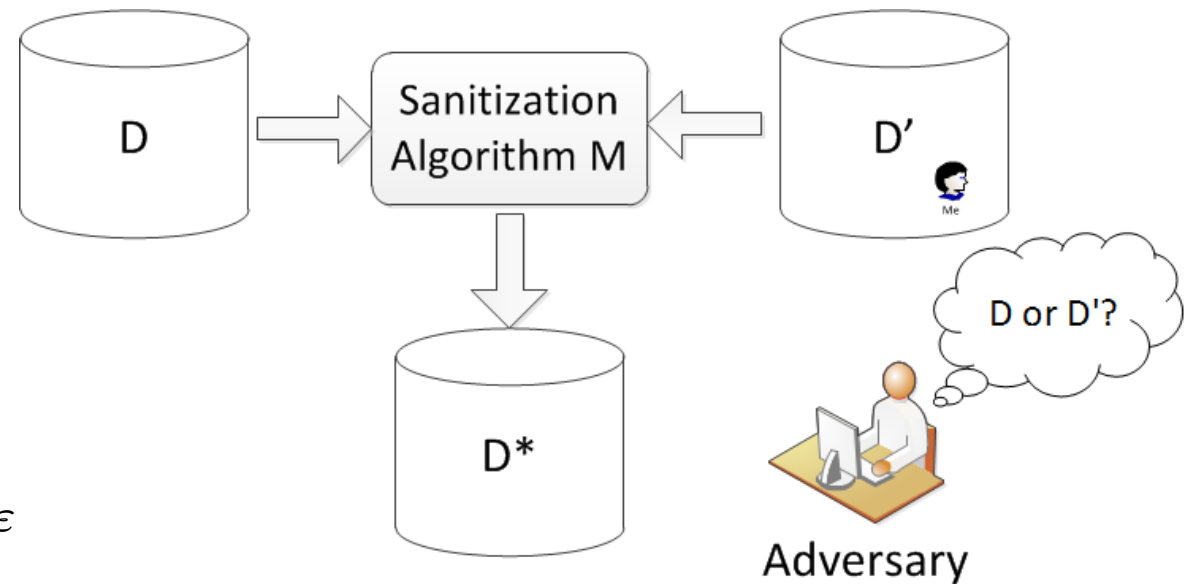 D
Sanitization
Algorithm M
D’
Me
D or D'?
D*
ϵ
Adversary